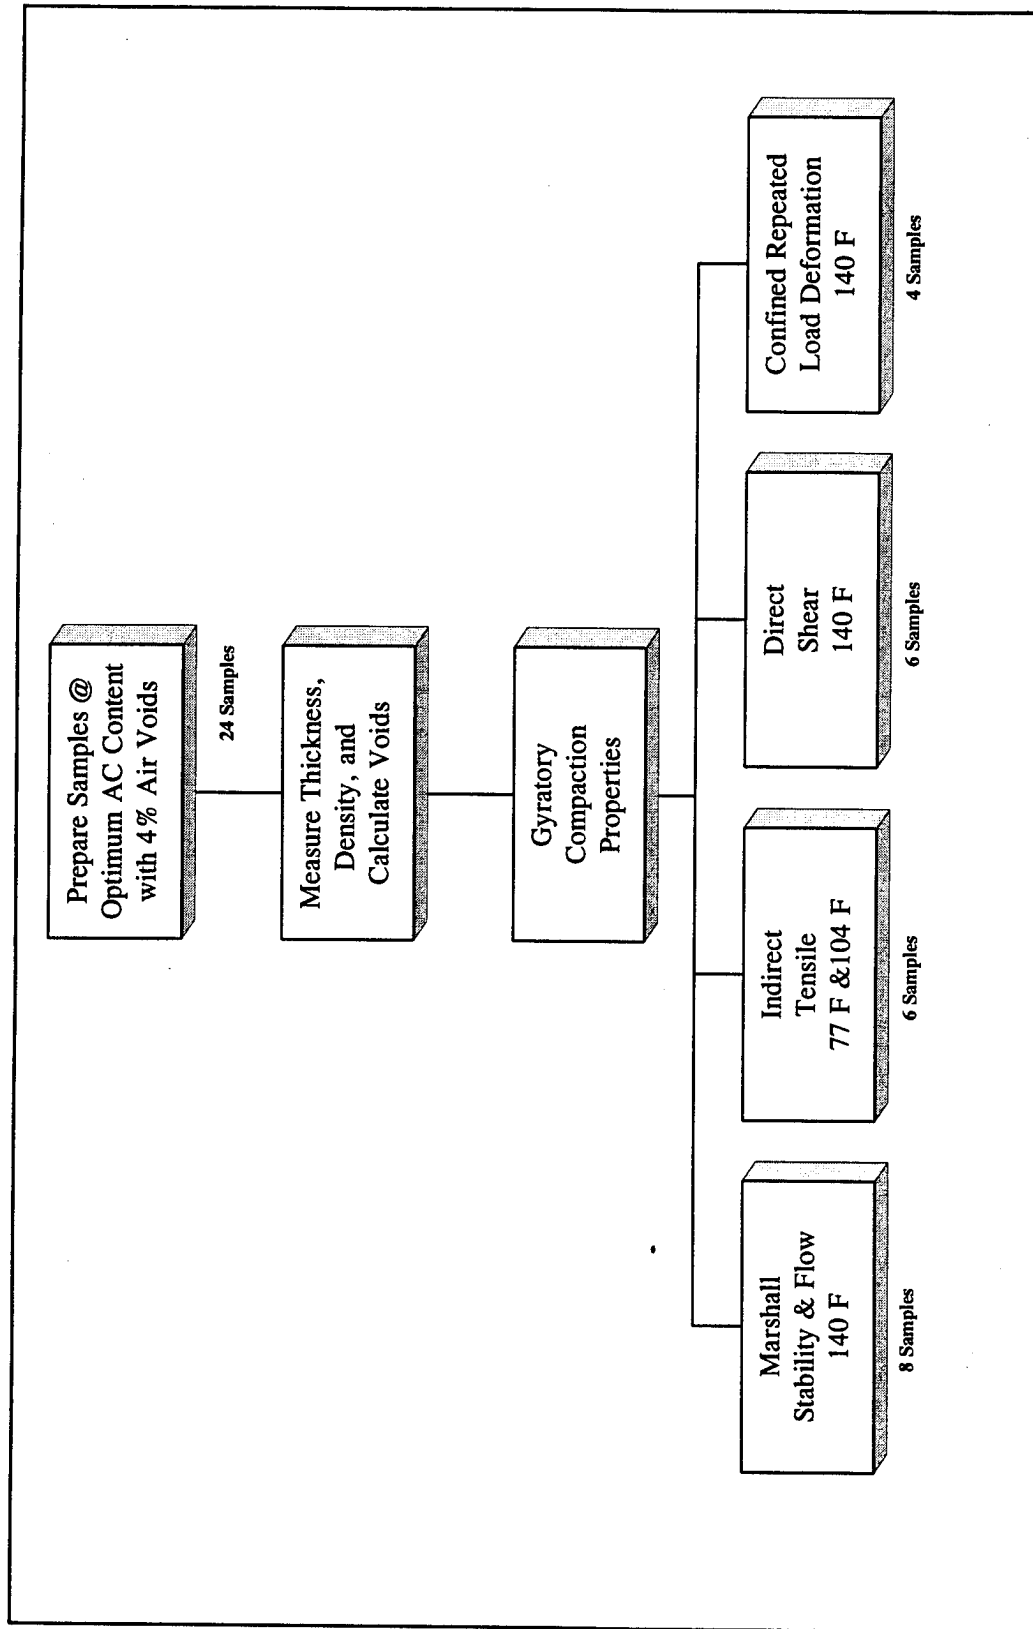 Prepare Samples @
Optimum AC Content
with 4% Air Voids
24 Samples
Measure Thickness,
Density, and
Calculate Voids
Gyratory
Compaction
Properties
Marshall
Stability & Flow
140 F
8 Samples
Indirect
Tensile
77 F &104 F
6 Samples
Direct
Shear
140 F
6 Samples
Confined Repeated
Load Deformation
140 F
4 Samples